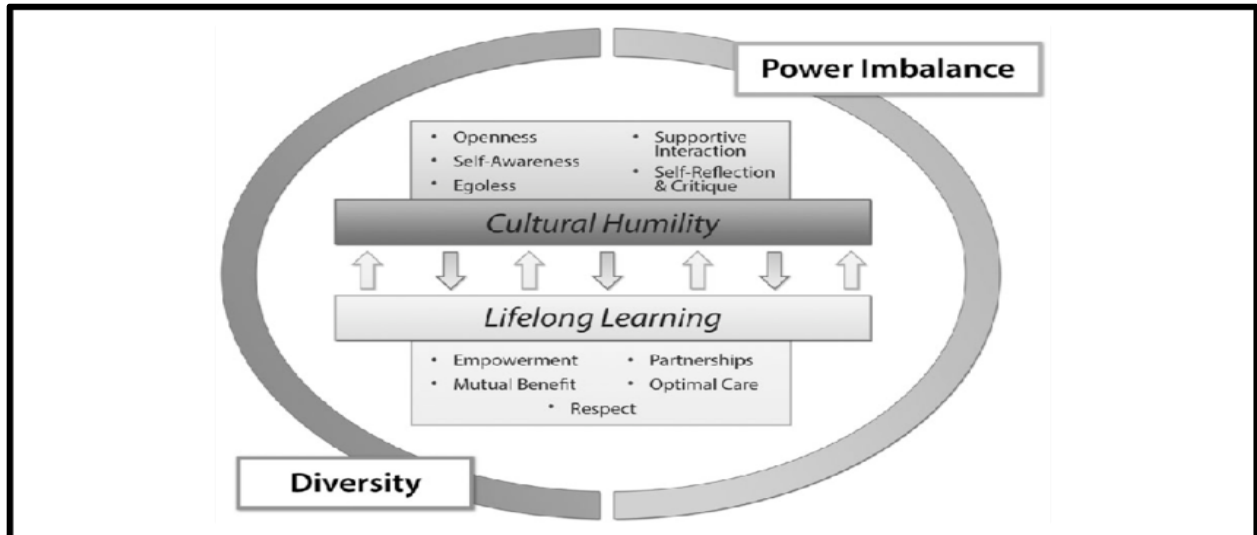 Power Imbalance
• Openness
• Self-Awareness
• Egoless
• Supportive
Interaction
• Self-Reflection
& Critique
Cultural Humility
Lifelong Learning
• Empowerment
• Mutual Benefit
• Partnerships
• Optimal Care
• Respect
Diversity